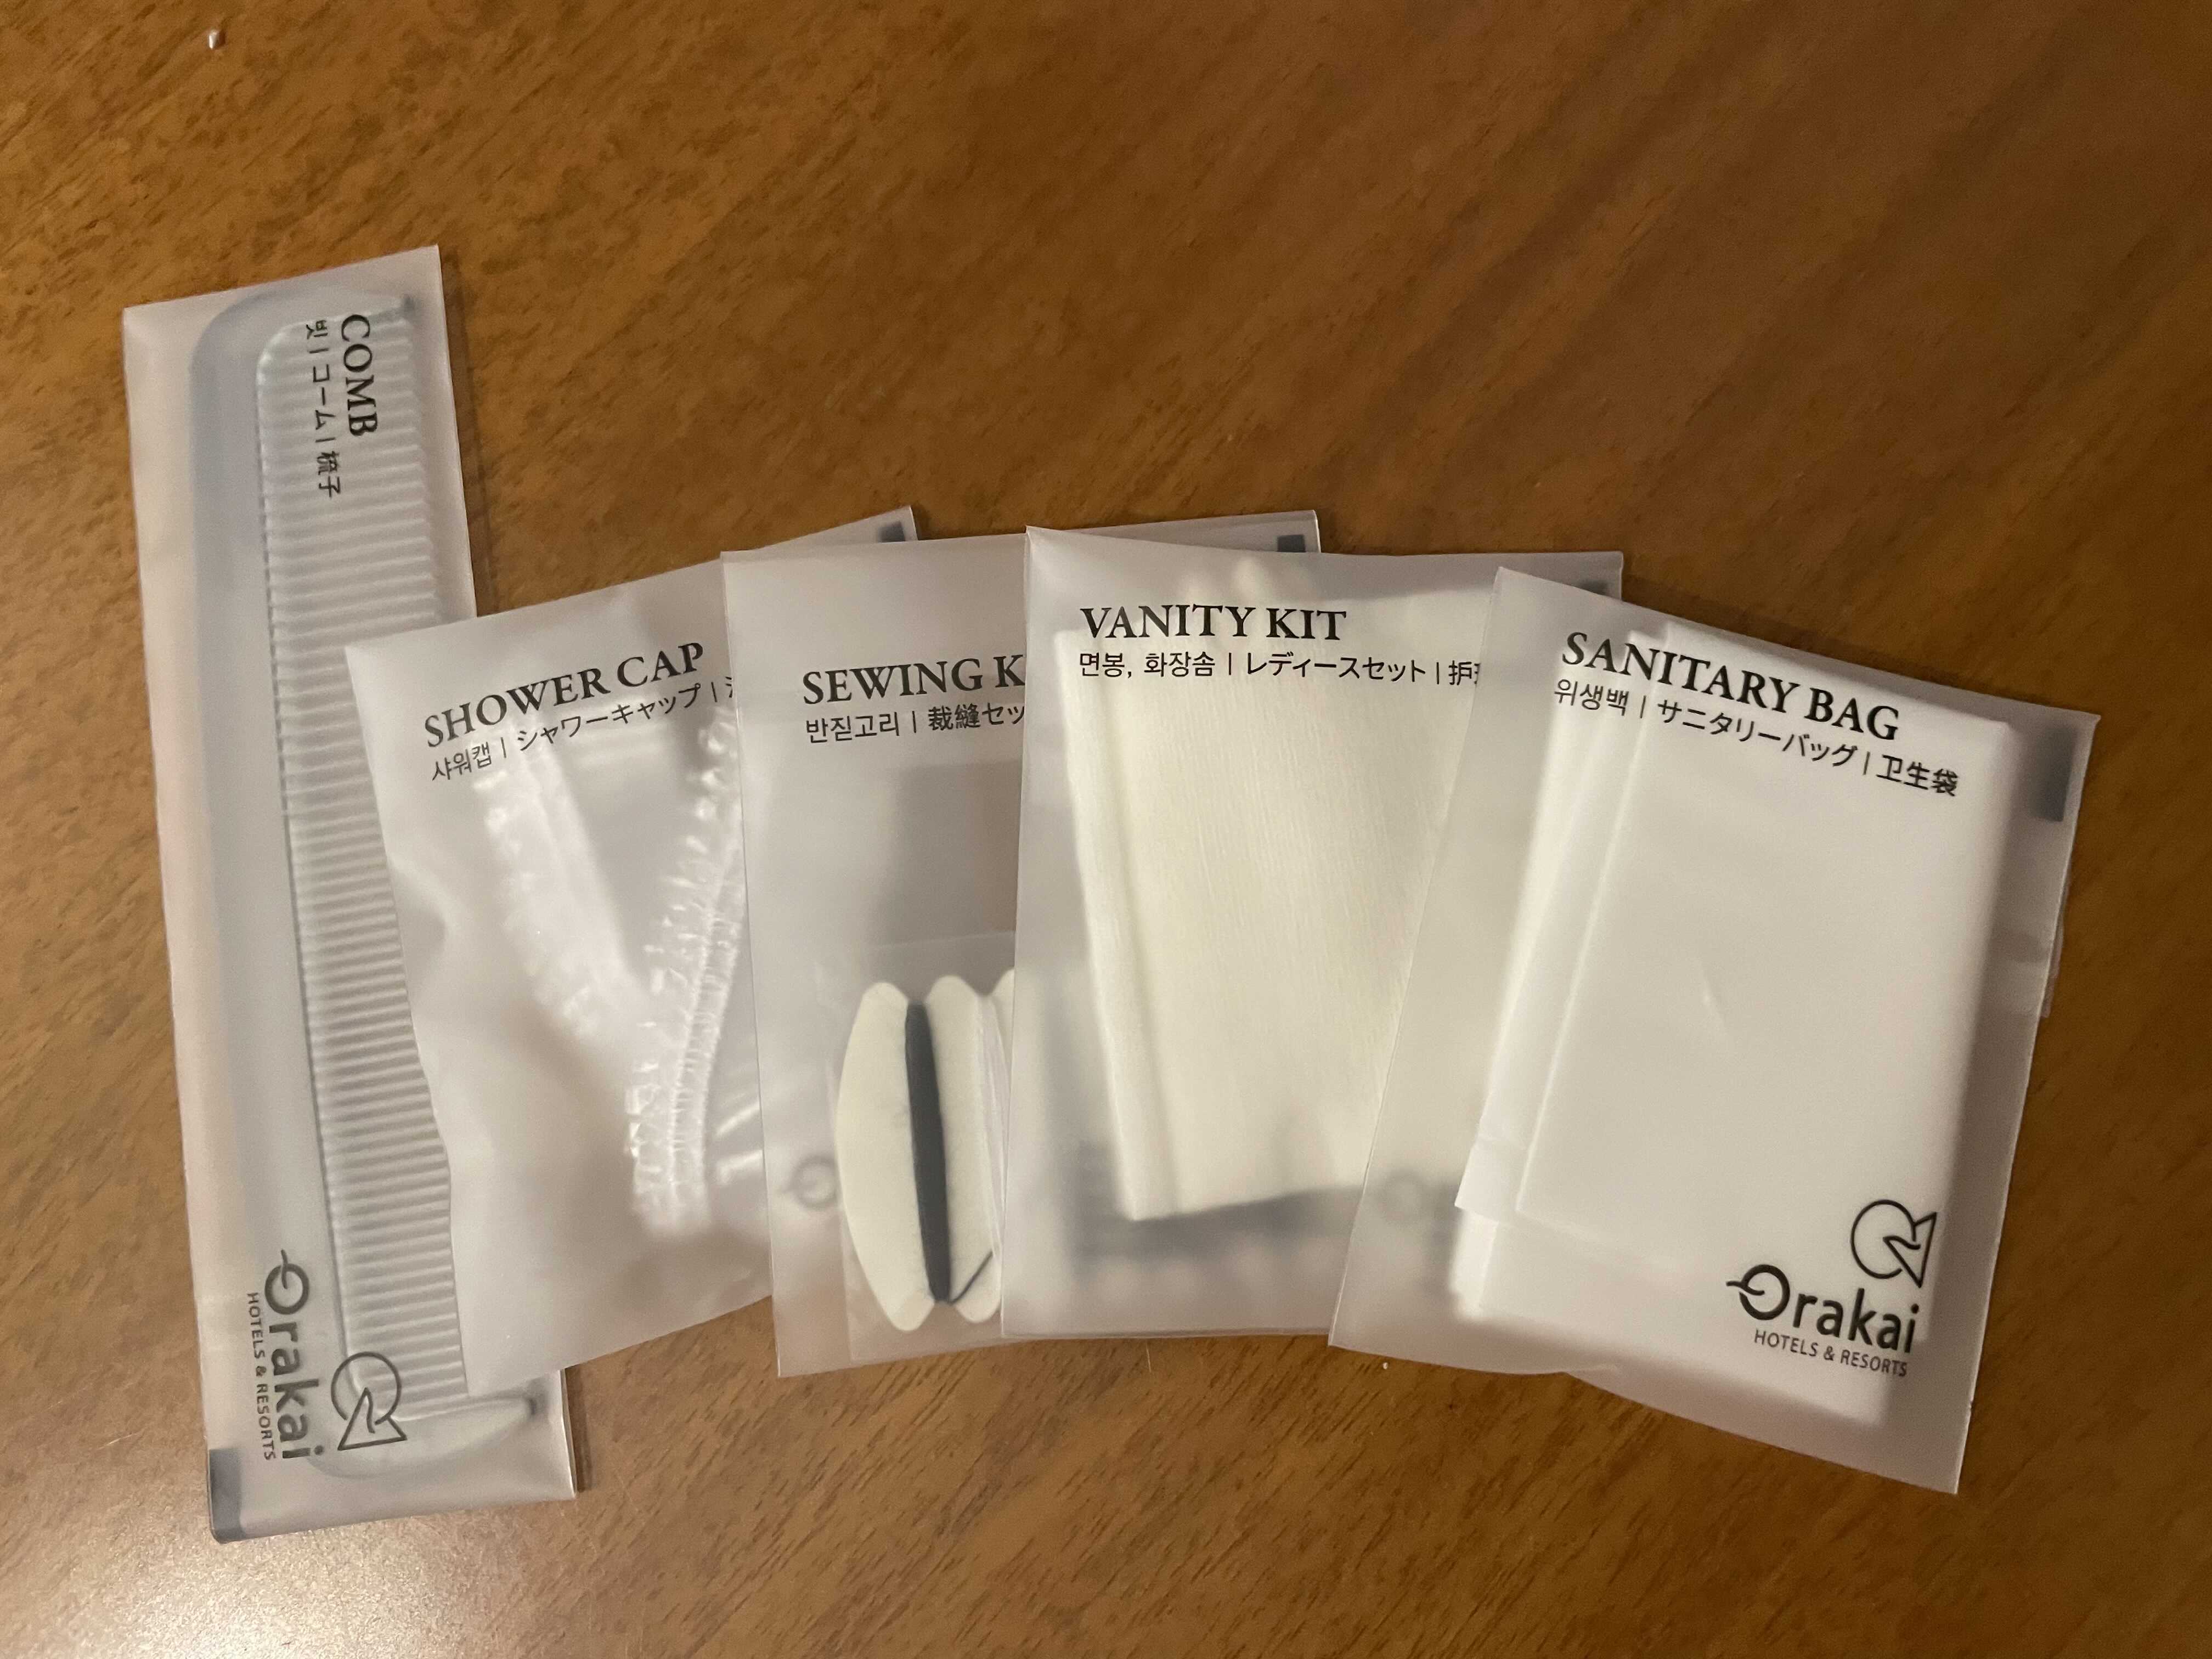 COMB
빗 | コーム | 梳子
Orakai
HOTELS & RESORTS
SHOWER CAP
샤워캡 | シャワーキャップ |
SEWING K
반짇고리 | 裁縫セッ
VANITY KIT
면봉, 화장솜 | レディースセット | 护
SANITARY BAG
위생백 | サニタリーバッグ | 卫生袋
Orakai
HOTELS & RESORTS